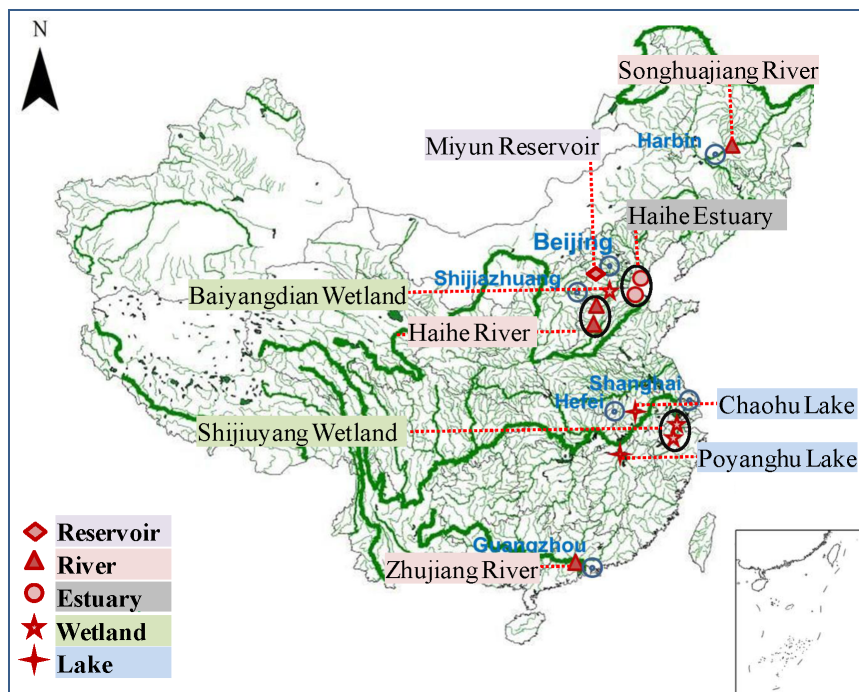 N
Songhuajiang River
Harbin
Miyun Reservoir
Haihe Estuary
Beijing
Shijiazhuang
Baiyangdian Wetland
Haihe River
Shanghai
Hefei
Chaohu Lake
Shijiuyang Wetland
Poyanghu Lake
Guangzhou
Zhujiang River
Reservoir
River
Estuary
Wetland
Lake